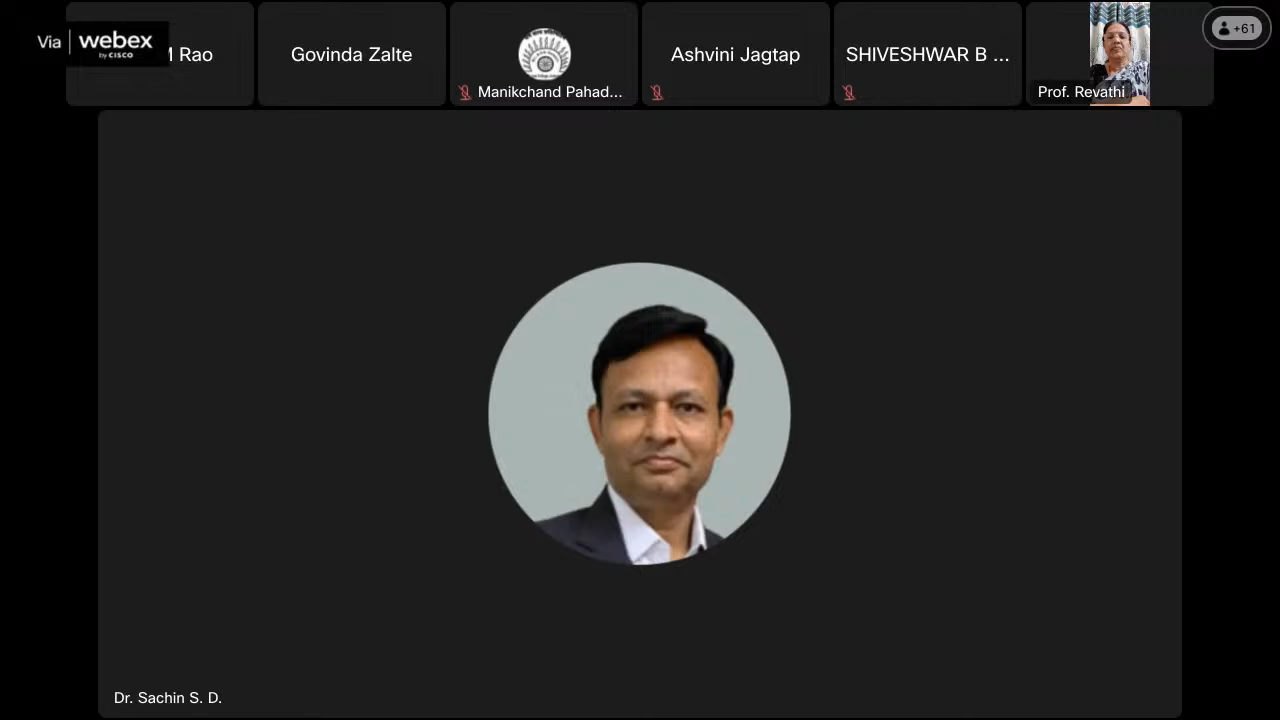 Via webex
by CISCO
M Rao
Govinda Zalte
Manikchand Pahad...
Ashvini Jagtap
SHIVESHWAR B ...
Prof. Revathi
+61
Dr. Sachin S. D.